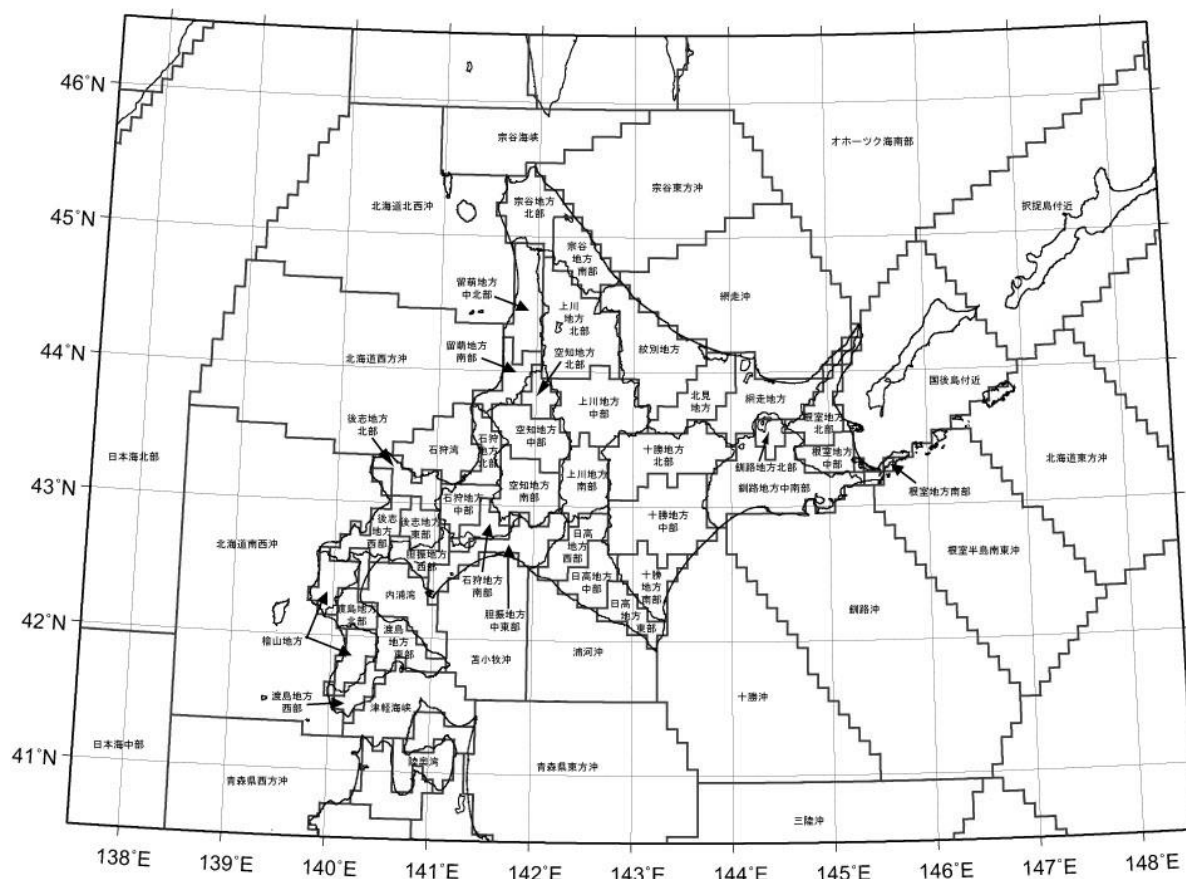 46°N
45°N
44°N
43°N
42°N
41°N
宗谷海峡
オホーツク海南部
宗谷東方沖
宗谷地方
北部
北海道北西沖
択捉島付近
宗谷
地方
南部
留萌地方
中北部
上川
地方
北部
網走沖
留萌地方
南部
空知地方
北部
紋別地方
北海道西方沖
国後島付近
上川地方
中部
北見
地方
網走地方
後志地方
北部
石狩湾
石狩
地方
北部
空知地方
中部
根室地方
北部
十勝地方
北部
根室地方
中部
日本海北部
北海道東方沖
釧路地方北部
上川地方
南部
空知地方
南部
釧路地方中南部
根室地方南部
石狩地方
中部
後志
地方
西部
後志地方
東部
十勝地方
中部
北海道南西沖
胆振地方
西部
日高
地方
西部
根室半島南東沖
石狩地方
南部
日高地方
中部
十勝
地方
南部
内浦湾
渡島地方
北部
胆振地方
中東部
日高
地方
東部
釧路沖
渡島
地方
東部
檜山地方
苫小牧沖
浦河沖
渡島地方
西部
津軽海峡
十勝沖
日本海中部
陸奥湾
青森県西方沖
青森県東方沖
三陸沖
138°E
139°E
140°E
141°E
142°E
143°E
144°E
145°E
146°E
147°E
148°E